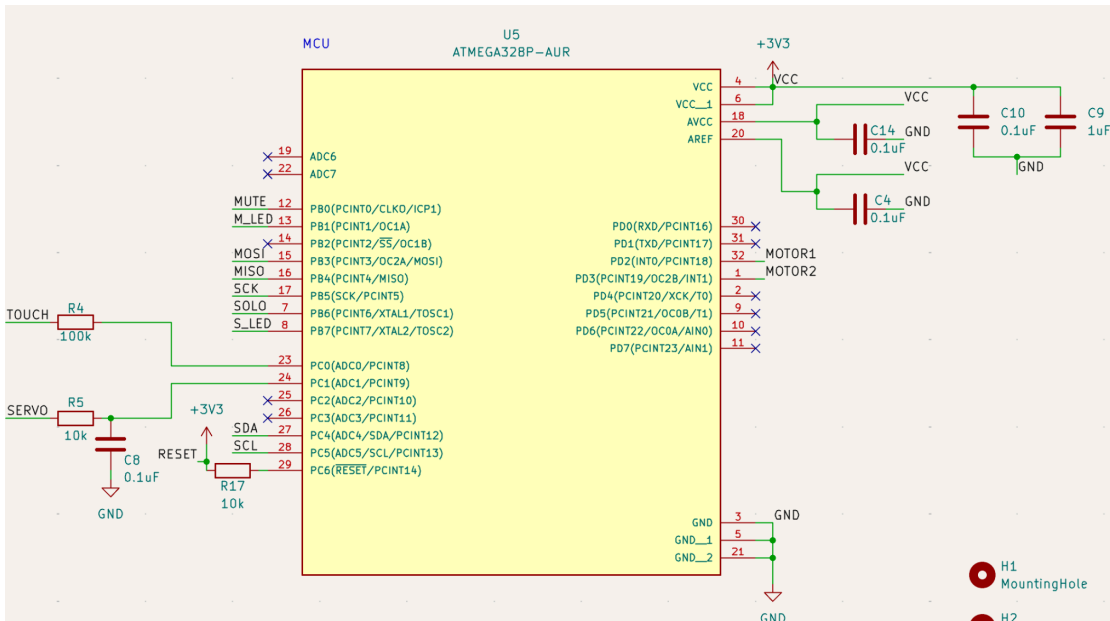 MCU
U5
ATMEGA328P-AUR
+3V3
VCC
VCC 4
VCC__1 6
AVCC 18
AREF 20
VCC
C14
0.1uF
GND
VCC
C4
0.1uF
GND
C10
0.1uF
C9
1uF
GND
19 ADC6
22 ADC7
MUTE 12 PB0(PCINT0/CLKO/ICP1)
M_LED 13 PB1(PCINT1/OC1A)
14 PB2(PCINT2/SS/OC1B)
MOSI 15 PB3(PCINT3/OC2A/MOSI)
MISO 16 PB4(PCINT4/MISO)
SCK 17 PB5(SCK/PCINT5)
SOLO 7 PB6(PCINT6/XTAL1/TOSC1)
S_LED 8 PB7(PCINT7/XTAL2/TOSC2)
PD0(RXD/PCINT16) 30
PD1(TXD/PCINT17) 31
PD2(INT0/PCINT18) 32 MOTOR1
PD3(PCINT19/OC2B/INT1) 1 MOTOR2
PD4(PCINT20/XCK/T0) 2
PD5(PCINT21/OC0B/T1) 9
PD6(PCINT22/OC0A/AIN0) 10
PD7(PCINT23/AIN1) 11
TOUCH
R4
100k
23 PC0(ADC0/PCINT8)
24 PC1(ADC1/PCINT9)
25 PC2(ADC2/PCINT10)
26 PC3(ADC3/PCINT11)
SDA 27 PC4(ADC4/SDA/PCINT12)
SCL 28 PC5(ADC5/SCL/PCINT13)
29 PC6(RESET/PCINT14)
SERVO
R5
10k
C8
0.1uF
GND
+3V3
RESET
R17
10k
GND 3 GND
GND__1 5
GND__2 21
GND
H1
MountingHole
H2